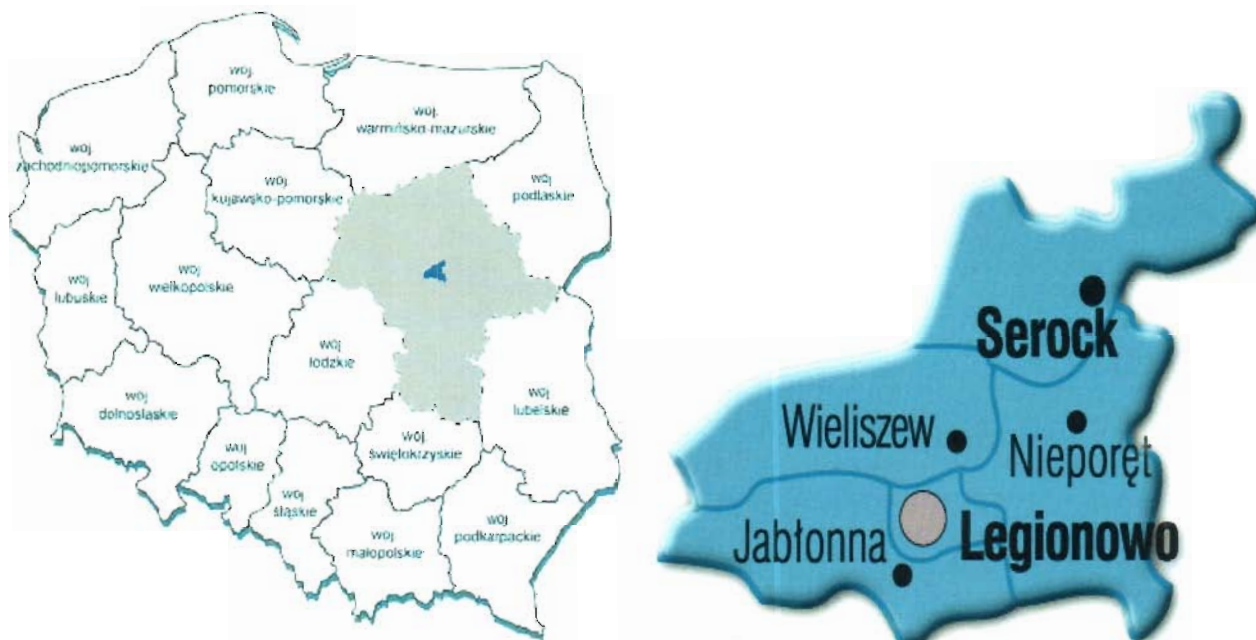 woj.
pomorskie
woj.
warmińsko-mazurskie
woj.
zachodniopomorskie
woj.
kujawsko-pomorskie
woj.
podlaskie
woj.
wielkopolskie
woj.
lubuskie
woj.
łódzkie
woj.
dolnośląskie
woj.
lubelskie
woj.
opolskie
woj.
świętokrzyskie
woj.
śląskie
woj.
małopolskie
woj.
podkarpackie
Serock
Wieliszew
Nieporęt
Jabłonna
Legionowo